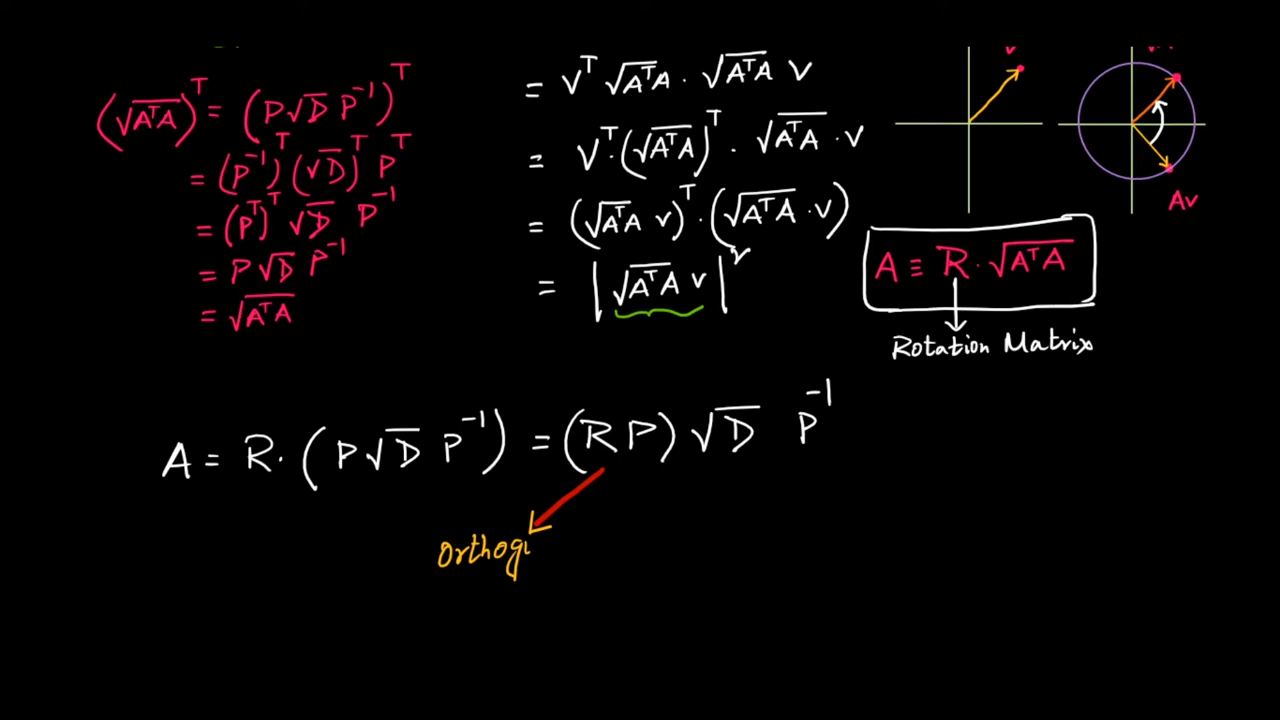 (√AᵀA)ᵀ = (P√D P⁻¹)ᵀ
= (P⁻¹)ᵀ (√D)ᵀ Pᵀ
= (Pᵀ)ᵀ √D P⁻¹
= P√D P⁻¹
= √AᵀA
= Vᵀ √AᵀA · √AᵀA V
= Vᵀ · (√AᵀA)ᵀ · √AᵀA · V
= (√AᵀA V)ᵀ · (√AᵀA · V)
= |√AᵀA V|²
Av
A ≡ R · √AᵀA
Rotation Matrix
A = R · (P√D P⁻¹) = (R P) √D P⁻¹
Orthog